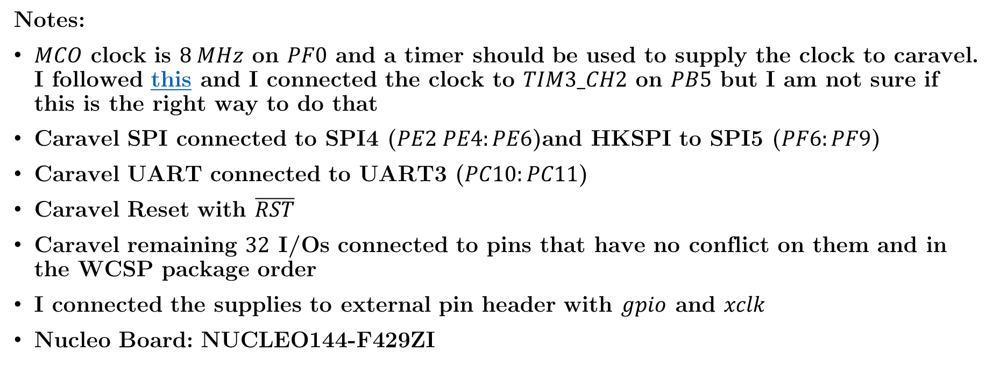 Notes:
• MCO clock is 8 MHz on PF0 and a timer should be used to supply the clock to caravel.
I followed this and I connected the clock to TIM3_CH2 on PB5 but I am not sure if
this is the right way to do that
• Caravel SPI connected to SPI4 (PE2 PE4:PE6)and HKSPI to SPI5 (PF6:PF9)
• Caravel UART connected to UART3 (PC10:PC11)
• Caravel Reset with R̅S̅T̅
• Caravel remaining 32 I/Os connected to pins that have no conflict on them and in
the WCSP package order
• I connected the supplies to external pin header with gpio and xclk
• Nucleo Board: NUCLEO144-F429ZI